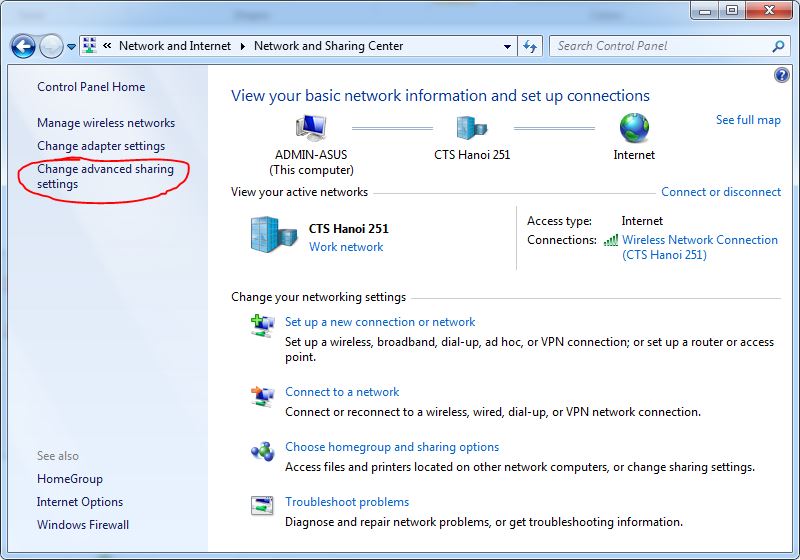 « Network and Internet Network and Sharing Center
Search Control Panel
Control Panel Home
Manage wireless networks
Change adapter settings
Change advanced sharing
settings
See also
HomeGroup
Internet Options
Windows Firewall
View your basic network information and set up connections
See full map
ADMIN-ASUS
(This computer)
CTS Hanoi 251
Internet
View your active networks
Connect or disconnect
CTS Hanoi 251
Work network
Access type: Internet
Connections: Wireless Network Connection
(CTS Hanoi 251)
Change your networking settings
Set up a new connection or network
Set up a wireless, broadband, dial-up, ad hoc, or VPN connection; or set up a router or access
point.
Connect to a network
Connect or reconnect to a wireless, wired, dial-up, or VPN network connection.
Choose homegroup and sharing options
Access files and printers located on other network computers, or change sharing settings.
Troubleshoot problems
Diagnose and repair network problems, or get troubleshooting information.